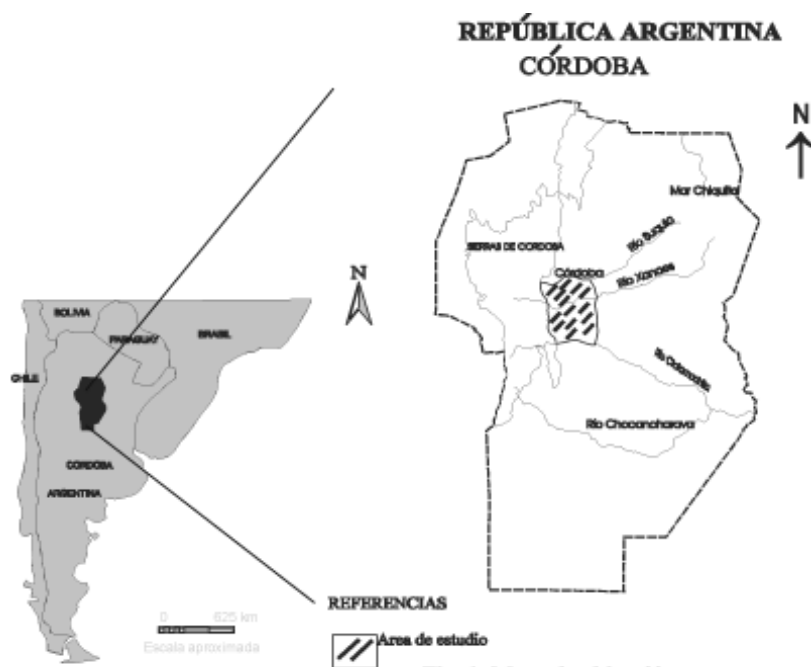 REPÚBLICA ARGENTINA
CÓRDOBA
N
Mar Chiquita
SIERRAS DE CORDOBA
Río Suquía
Córdoba
Río Xanaes
N
BOLIVIA
PARAGUAY
BRASIL
CHILE
Río
Río Chocancharava
CORDOBA
ARGENTINA
REFERENCIAS
0 625 km
Escala aproximada
Area de estudio